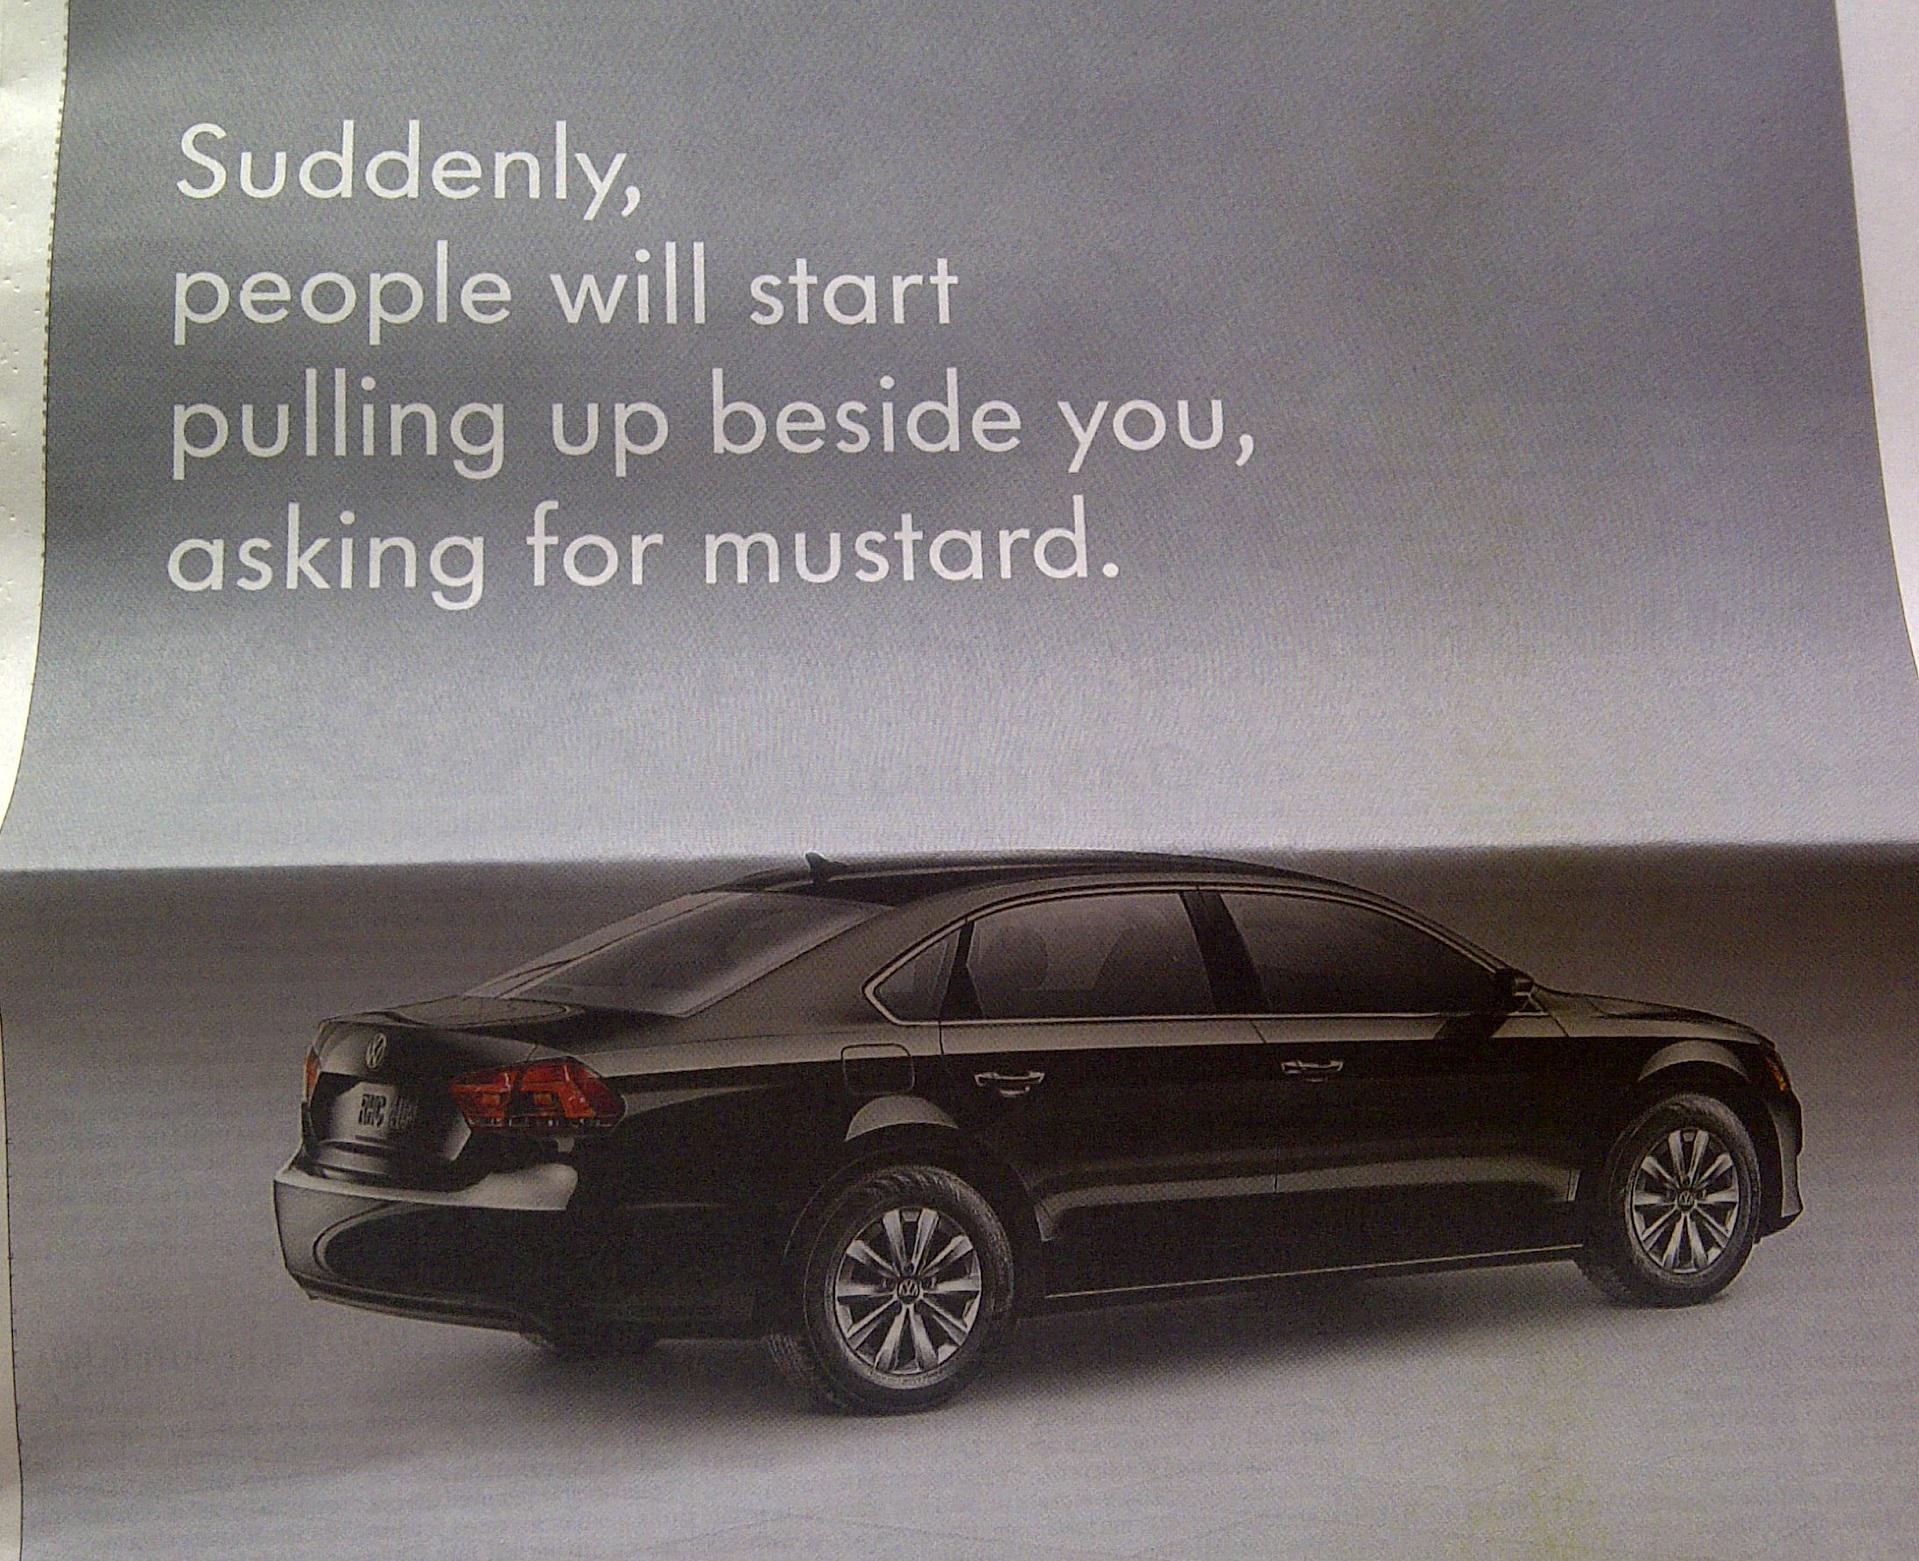 Suddenly,
people will start
pulling up beside you,
asking for mustard.